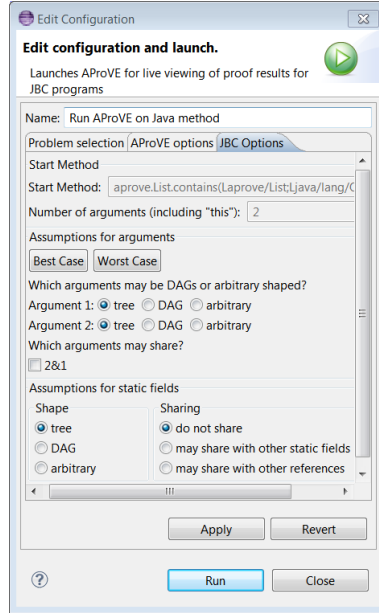 Edit Configuration
Edit configuration and launch.
Launches AProVE for live viewing of proof results for
JBC programs
Name: Run AProVE on Java method
Problem selection AProVE options JBC Options
Start Method
Start Method: aprove.List.contains(Laprove/List;Ljava/lang/
Number of arguments (including "this"): 2
Assumptions for arguments
Best Case Worst Case
Which arguments may be DAGs or arbitrary shaped?
Argument 1: tree DAG arbitrary
Argument 2: tree DAG arbitrary
Which arguments may share?
2&1
Assumptions for static fields
Shape Sharing
tree do not share
DAG may share with other static fields
arbitrary may share with other references
Apply Revert
? Run Close